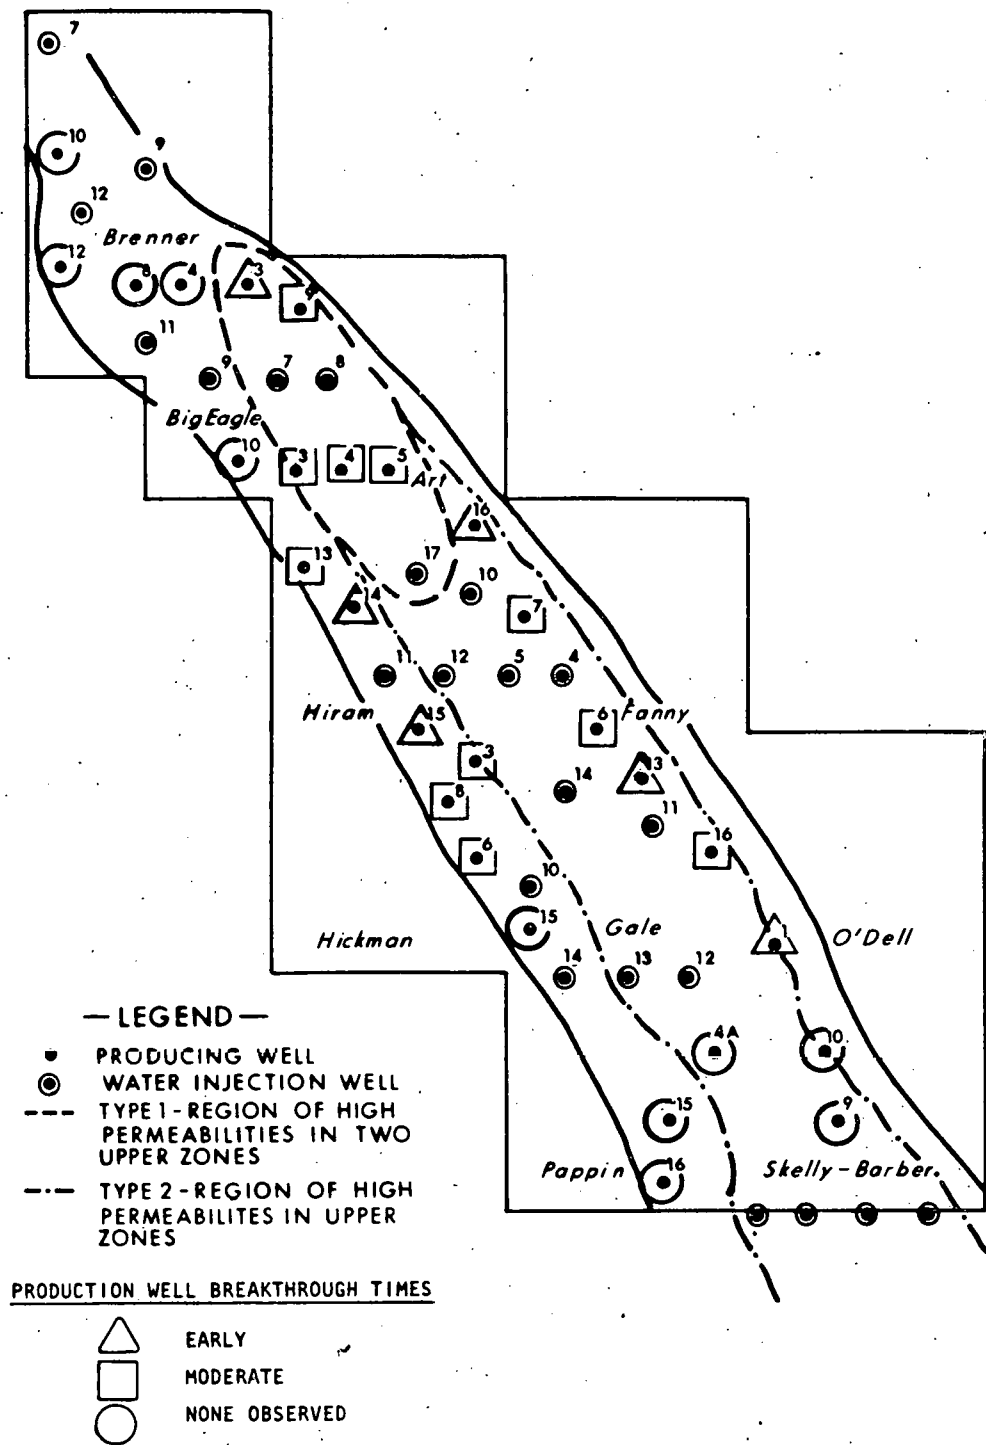 7
10
9
12
Brenner
12
8
4
3
9
11
9
7
8
Big Eagle
10
3
4
5
Art
16
13
17
10
14
7
11
12
5
4
Hiram
15
6
Fanny
3
13
8
14
11
6
16
10
15
Hickman
Gale
1
O'Dell
14
13
12
4A
10
15
9
Pappin
16
Skelly-Barber
— LEGEND —
PRODUCING WELL
WATER INJECTION WELL
TYPE 1 - REGION OF HIGH
PERMEABILITIES IN TWO
UPPER ZONES
TYPE 2 - REGION OF HIGH
PERMEABILITES IN UPPER
ZONES
PRODUCTION WELL BREAKTHROUGH TIMES
EARLY
MODERATE
NONE OBSERVED